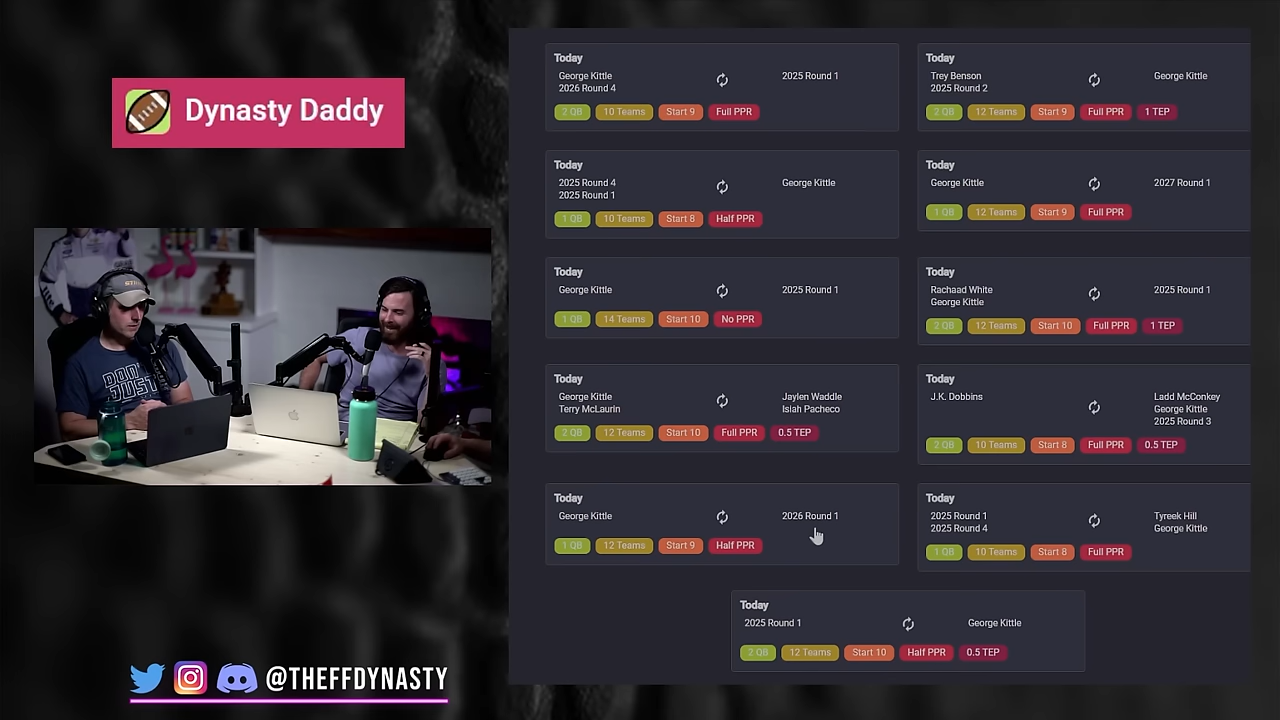 Dynasty Daddy
DON'T
JUST
@THEFFDYNASTY
Today
George Kittle
2026 Round 4
2025 Round 1
2 QB
10 Teams
Start 9
Full PPR
Today
Trey Benson
2025 Round 2
George Kittle
2 QB
12 Teams
Start 9
Full PPR
1 TEP
Today
2025 Round 4
2025 Round 1
George Kittle
1 QB
10 Teams
Start 8
Half PPR
Today
George Kittle
2027 Round 1
1 QB
12 Teams
Start 9
Full PPR
Today
George Kittle
2025 Round 1
1 QB
14 Teams
Start 10
No PPR
Today
Rachaad White
George Kittle
2025 Round 1
2 QB
12 Teams
Start 10
Full PPR
1 TEP
Today
George Kittle
Terry McLaurin
Jaylen Waddle
Isiah Pacheco
2 QB
12 Teams
Start 10
Full PPR
0.5 TEP
Today
J.K. Dobbins
Ladd McConkey
George Kittle
2025 Round 3
2 QB
10 Teams
Start 8
Full PPR
0.5 TEP
Today
George Kittle
2026 Round 1
1 QB
12 Teams
Start 9
Half PPR
Today
2025 Round 1
2025 Round 4
Tyreek Hill
George Kittle
1 QB
10 Teams
Start 8
Full PPR
Today
2025 Round 1
George Kittle
2 QB
12 Teams
Start 10
Half PPR
0.5 TEP